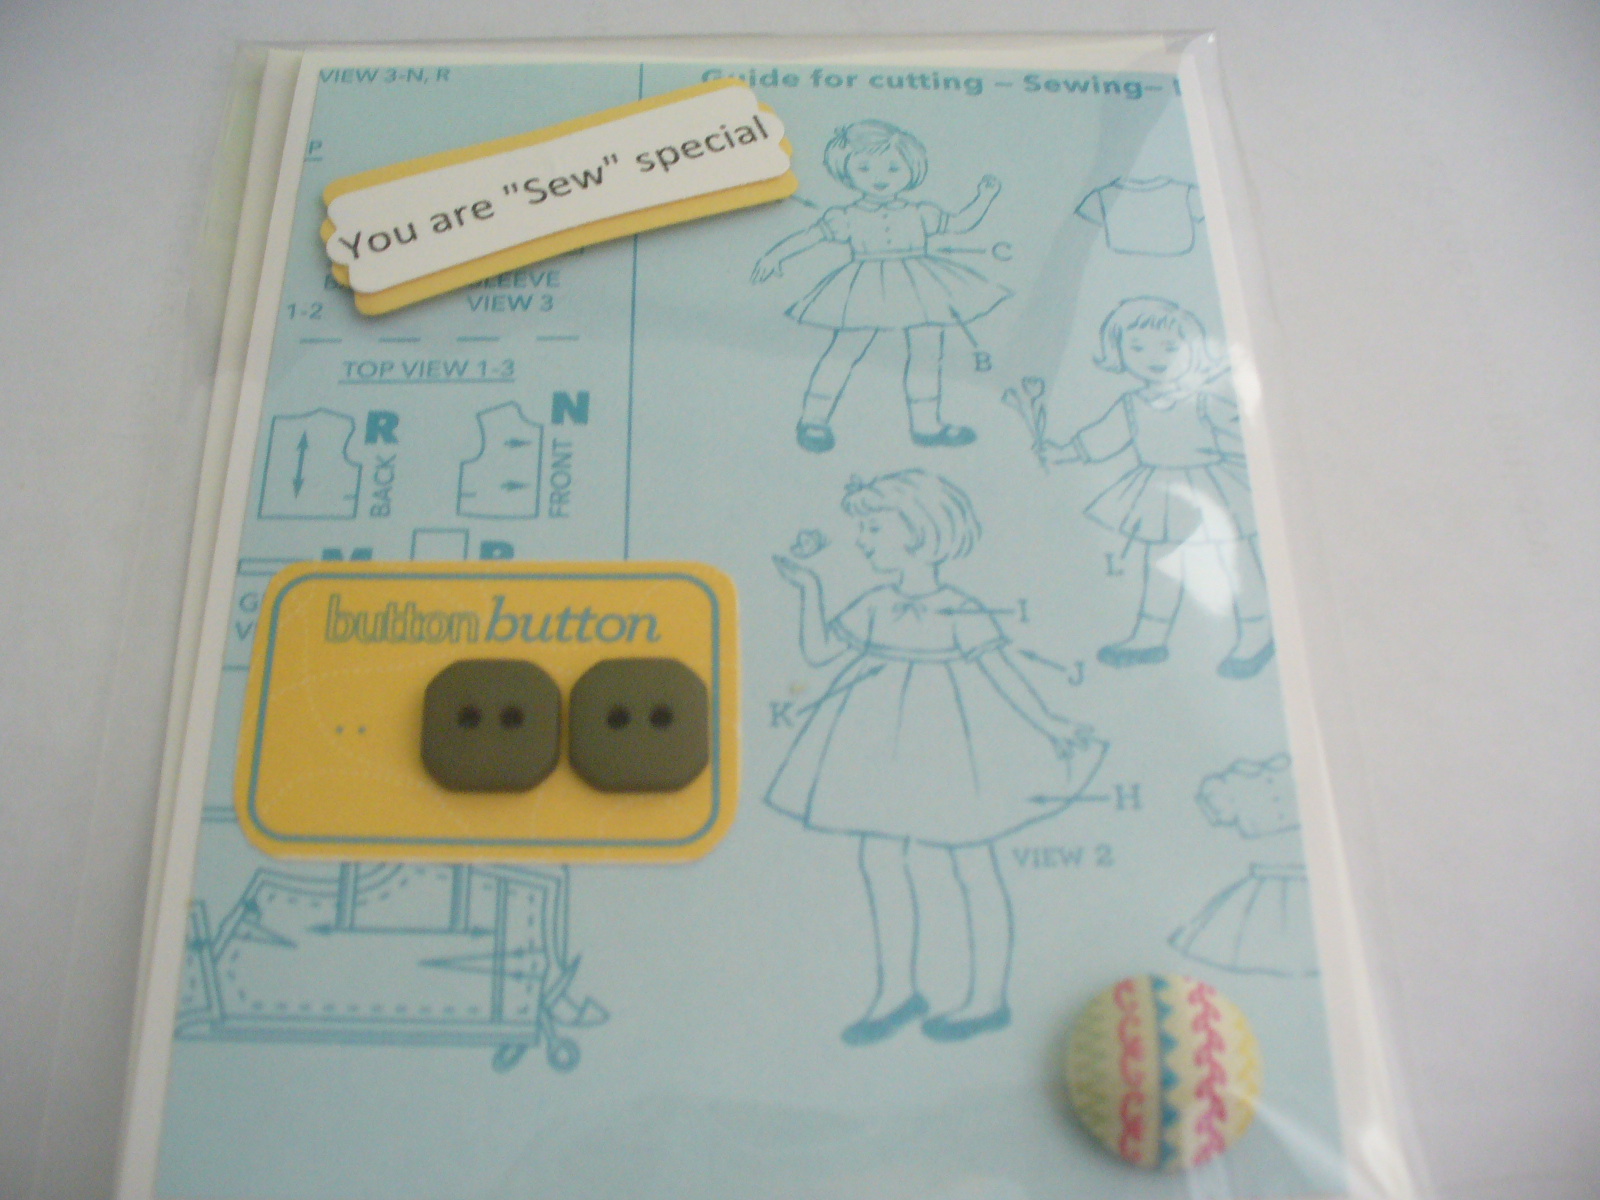 VIEW 3-N, R
Guide for cutting – Sewing–
P
You are "Sew" special
C
SLEEVE
1-2
VIEW 3
B
TOP VIEW 1-3
R
BACK
N
FRONT
L
M
P
G
V
button button
I
J
K
H
VIEW 2